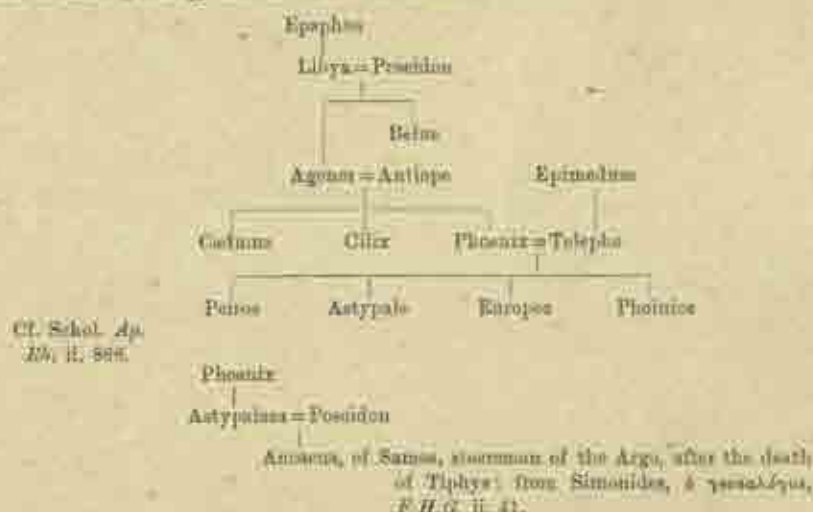 Epaphus
Libya = Poseidon
Belus
Agenor = Antiope Epimedusa
Cadmus Cilix Phoenix = Telephe
Peiros Astypale Europea Phoinice
Cf. Schol. Ap.
Rh. ii. 866.
Phoenix
Astypalaea = Poseidon
Ancaeus, of Samos, steersman of the Argo, after the death
of Tiphys: from Simonides, ὁ γενεαλόγος,
F.H.G. ii. 41.